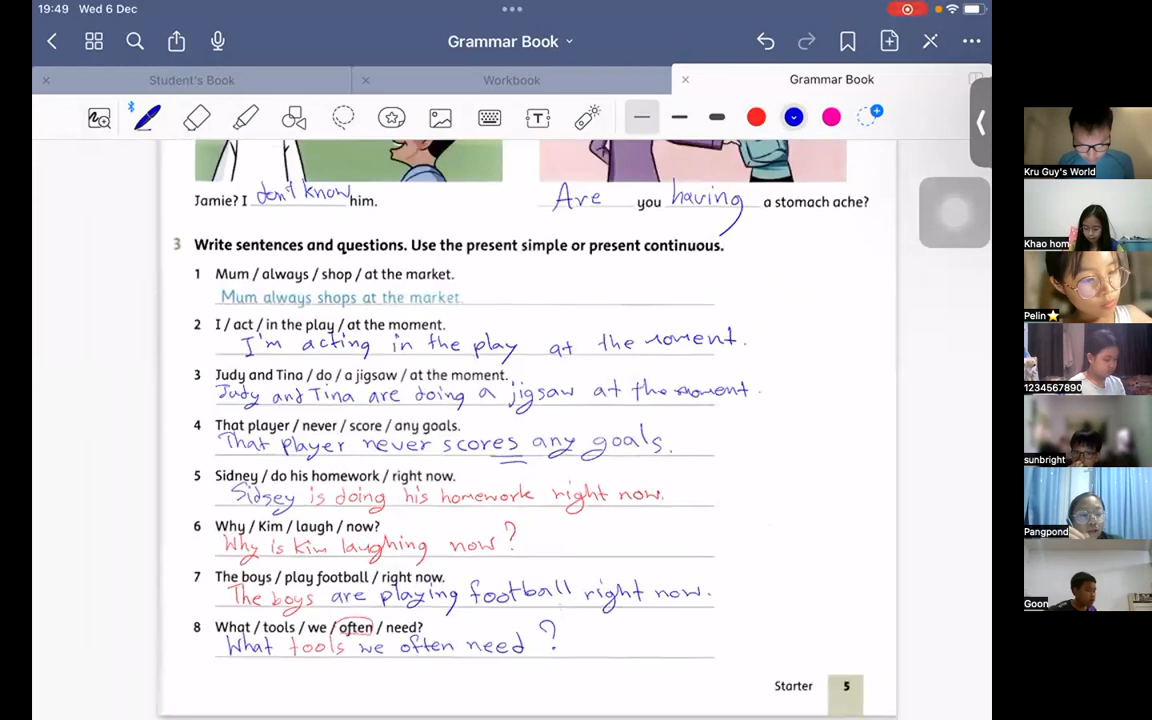 19:49 Wed 6 Dec
Grammar Book
Student's Book
Workbook
Grammar Book
Jamie? I don't know him.
Are you having a stomach ache?
3 Write sentences and questions. Use the present simple or present continuous.
1 Mum / always / shop / at the market.
Mum always shops at the market.
2 I / act / in the play / at the moment.
I'm acting in the play at the moment.
3 Judy and Tina / do / a jigsaw / at the moment.
Judy and Tina are doing a jigsaw at the moment.
4 That player / never / score / any goals.
That player never scores any goals.
5 Sidney / do his homework / right now.
Sidsey is doing his homework right now.
6 Why / Kim / laugh / now?
Why is Kim laughing now?
7 The boys / play football / right now.
The boys are playing football right now.
8 What / tools / we / often / need?
What tools we often need?
Starter 5
Kru Guy's World
Khao hom
Pelin
1234567890
sunbright
Pangpond
Goon